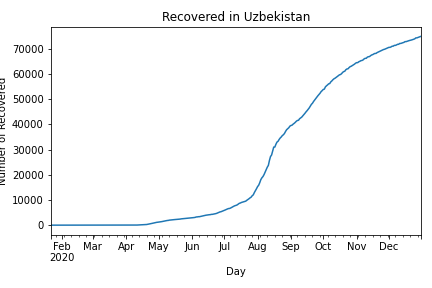 Recovered in Uzbekistan
Number of Recovered
70000
60000
50000
40000
30000
20000
10000
0
Feb Mar Apr May Jun Jul Aug Sep Oct Nov Dec
2020
Day